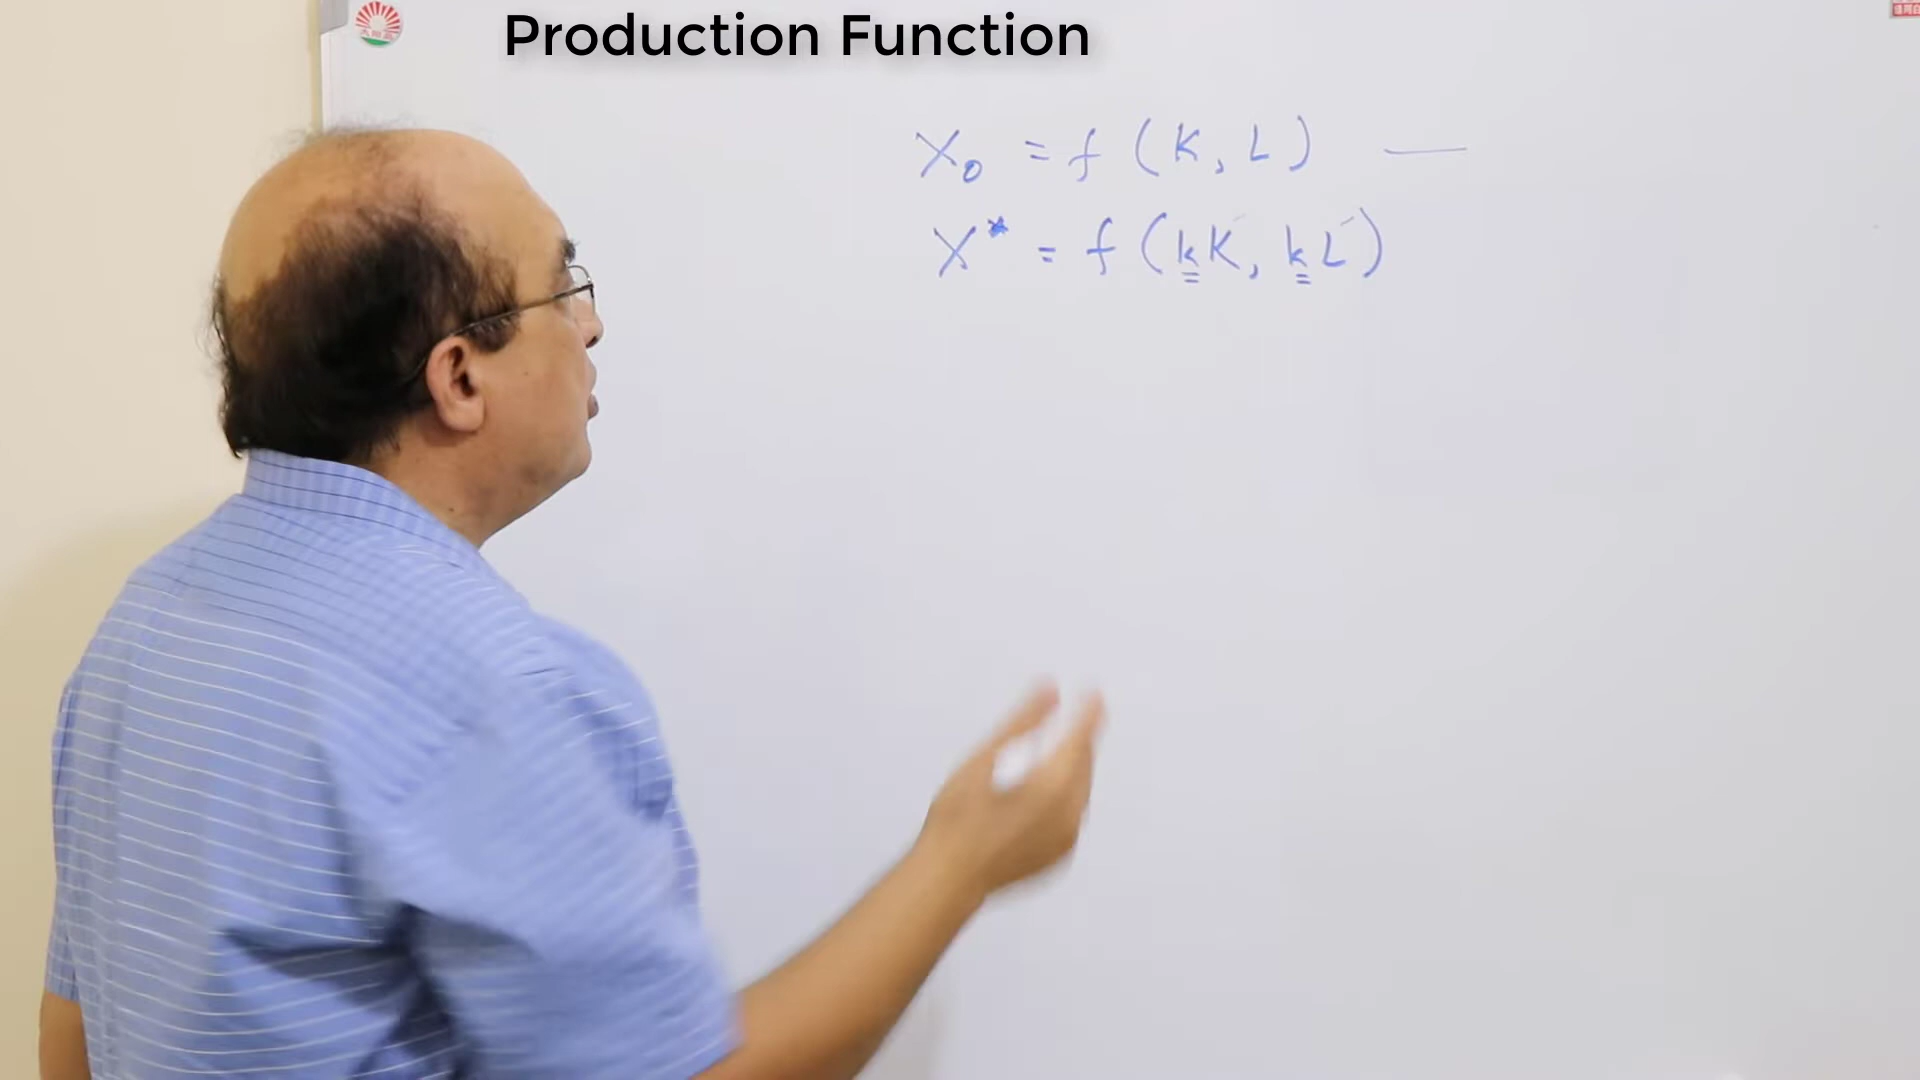 Production Function
X₀ = f (K, L) —
X* = f (kK, kL)